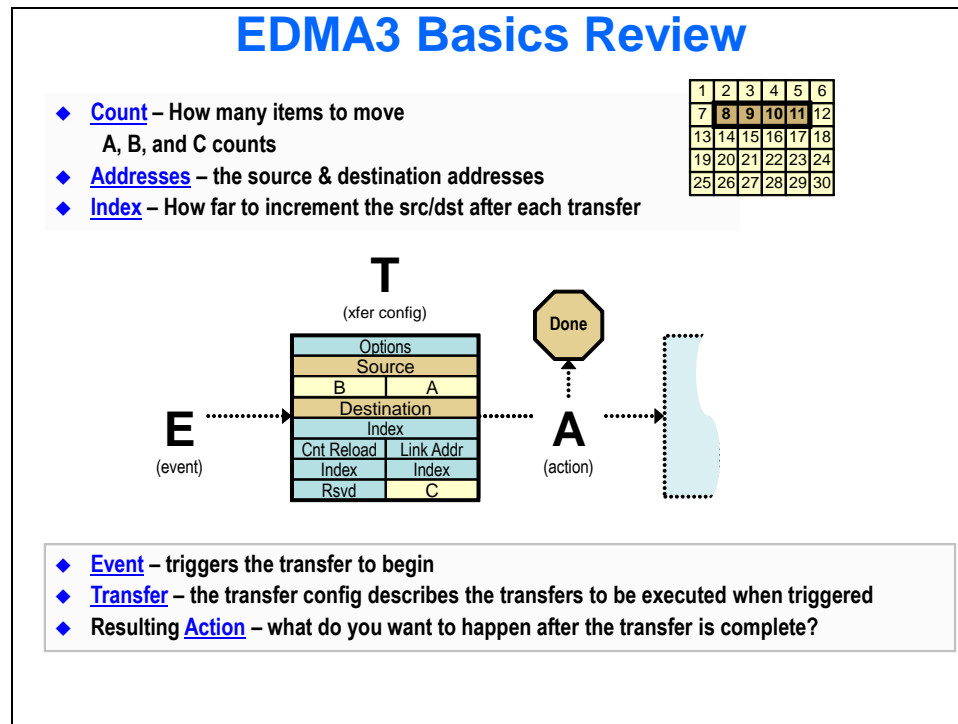 EDMA3 Basics Review
◆ Count – How many items to move
A, B, and C counts
◆ Addresses – the source & destination addresses
◆ Index – How far to increment the src/dst after each transfer
1 2 3 4 5 6
7 8 9 10 11 12
13 14 15 16 17 18
19 20 21 22 23 24
25 26 27 28 29 30
T
(xfer config)
Options
Source
B A
Destination
Index
Cnt Reload Link Addr
Index Index
Rsvd C
E
(event)
Done
A
(action)
◆ Event – triggers the transfer to begin
◆ Transfer – the transfer config describes the transfers to be executed when triggered
◆ Resulting Action – what do you want to happen after the transfer is complete?